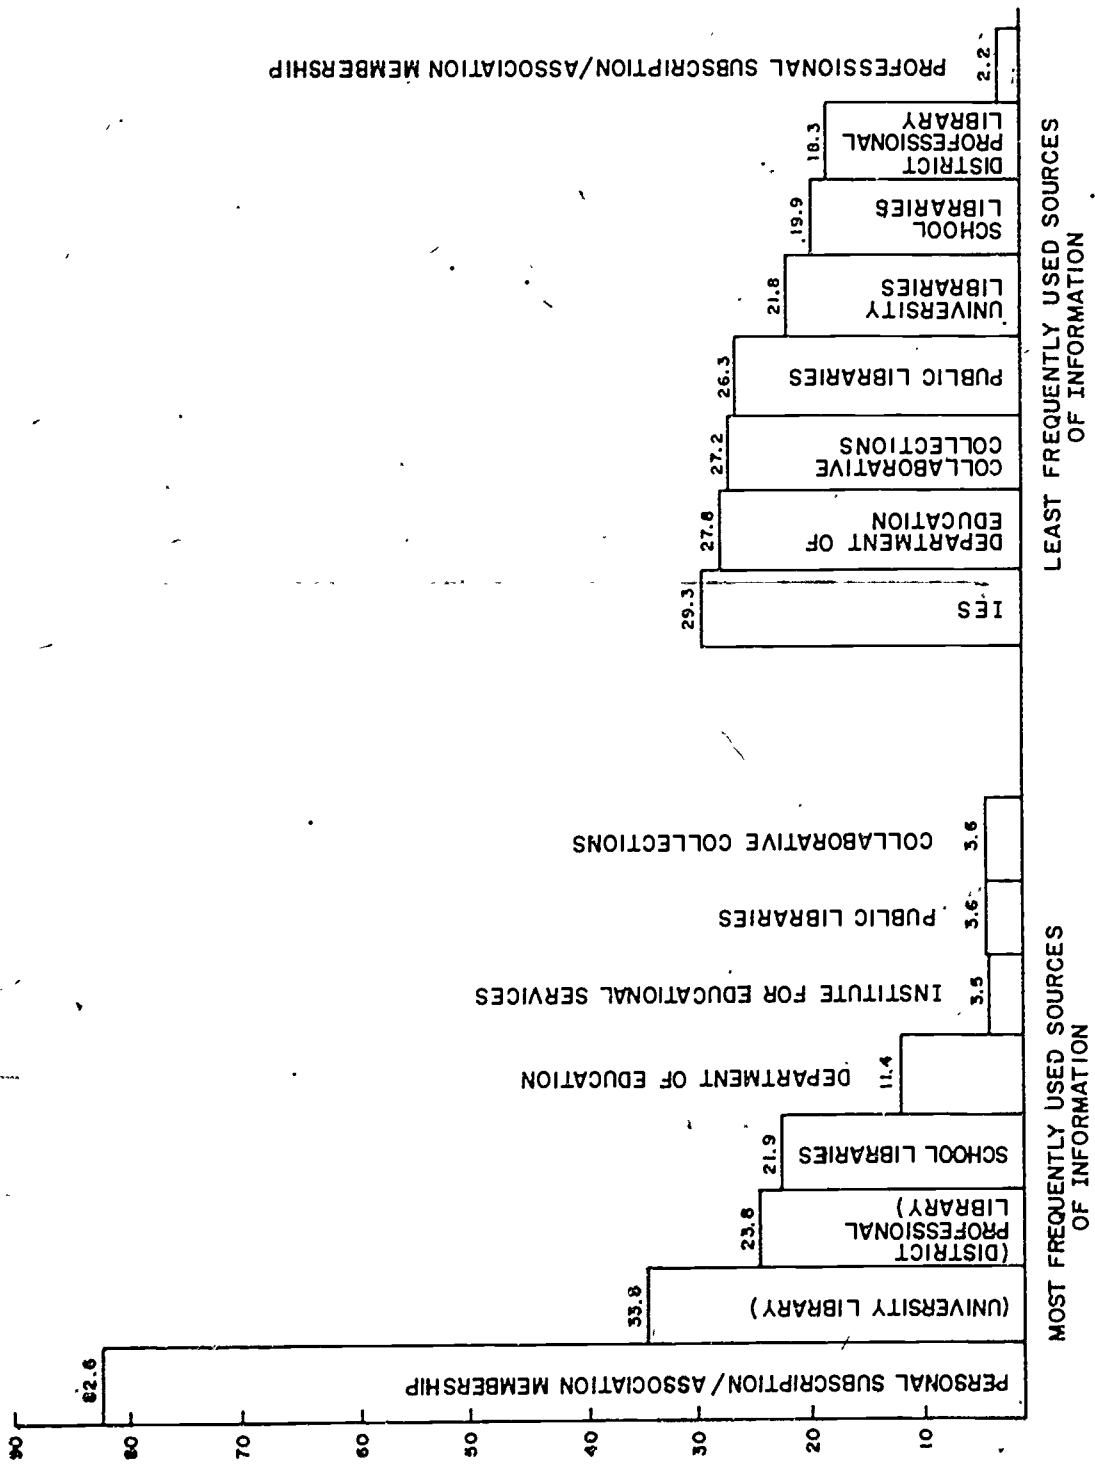 90
80
70
60
50
40
30
20
10
82.6
PERSONAL SUBSCRIPTION/ASSOCIATION MEMBERSHIP
33.8
(UNIVERSITY LIBRARY)
23.8
(DISTRICT
PROFESSIONAL
LIBRARY)
21.9
SCHOOL LIBRARIES
11.4
DEPARTMENT OF EDUCATION
3.5
INSTITUTE FOR EDUCATIONAL SERVICES
3.6
PUBLIC LIBRARIES
3.6
COLLABORATIVE COLLECTIONS
MOST FREQUENTLY USED SOURCES
OF INFORMATION
29.3
IES
27.8
DEPARTMENT OF
EDUCATION
27.2
COLLABORATIVE
COLLECTIONS
26.3
PUBLIC LIBRARIES
21.8
UNIVERSITY
LIBRARIES
19.9
SCHOOL
LIBRARIES
18.3
DISTRICT
PROFESSIONAL
LIBRARY
2.2
PROFESSIONAL SUBSCRIPTION/ASSOCIATION MEMBERSHIP
LEAST FREQUENTLY USED SOURCES
OF INFORMATION